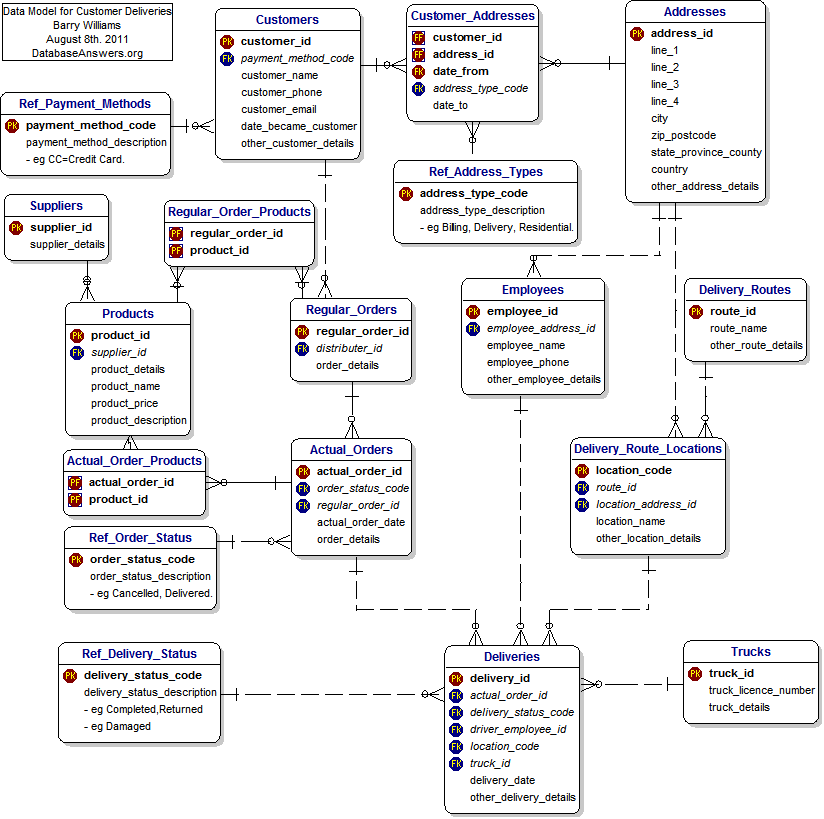 Data Model for Customer Deliveries
Barry Williams
August 8th. 2011
DatabaseAnswers.org
Customers
PK customer_id
FK payment_method_code
customer_name
customer_phone
customer_email
date_became_customer
other_customer_details
Customer_Addresses
PF customer_id
PF address_id
PK date_from
FK address_type_code
date_to
Addresses
PK address_id
line_1
line_2
line_3
line_4
city
zip_postcode
state_province_county
country
other_address_details
Ref_Payment_Methods
PK payment_method_code
payment_method_description
- eg CC=Credit Card.
Ref_Address_Types
PK address_type_code
address_type_description
- eg Billing, Delivery, Residential.
Suppliers
PK supplier_id
supplier_details
Regular_Order_Products
PF regular_order_id
PF product_id
Products
PK product_id
FK supplier_id
product_details
product_name
product_price
product_description
Regular_Orders
PK regular_order_id
FK distributer_id
order_details
Employees
PK employee_id
FK employee_address_id
employee_name
employee_phone
other_employee_details
Delivery_Routes
PK route_id
route_name
other_route_details
Actual_Order_Products
PF actual_order_id
PF product_id
Actual_Orders
PK actual_order_id
FK order_status_code
FK regular_order_id
actual_order_date
order_details
Delivery_Route_Locations
PK location_code
FK route_id
FK location_address_id
location_name
other_location_details
Ref_Order_Status
PK order_status_code
order_status_description
- eg Cancelled, Delivered.
Ref_Delivery_Status
PK delivery_status_code
delivery_status_description
- eg Completed,Returned
- eg Damaged
Deliveries
PK delivery_id
FK actual_order_id
FK delivery_status_code
FK driver_employee_id
FK location_code
FK truck_id
delivery_date
other_delivery_details
Trucks
PK truck_id
truck_licence_number
truck_details